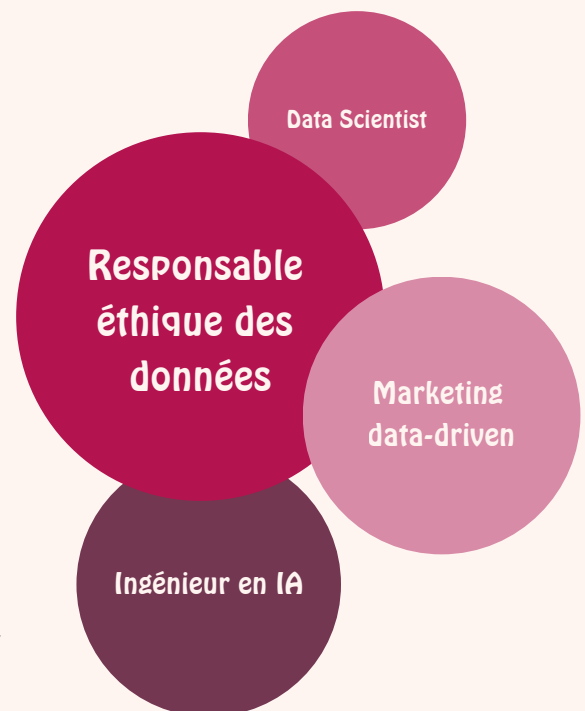 Data Scientist
Responsable
éthique des
données
Marketing
data-driven
Ingénieur en IA